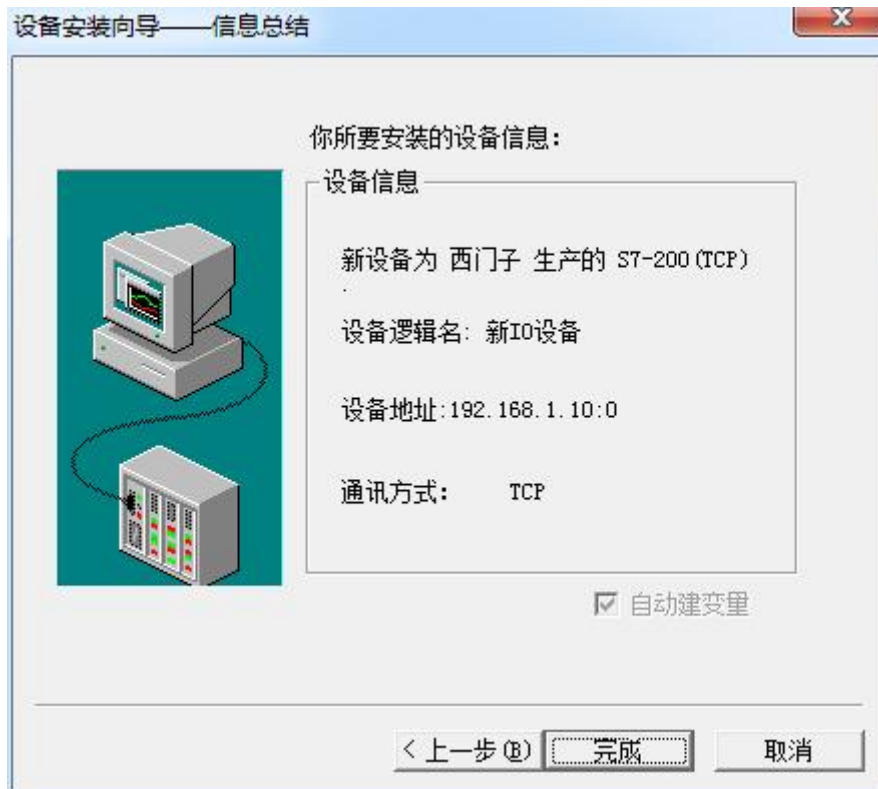 设备安装向导——信息总结
你所要安装的设备信息：
设备信息
新设备为 西门子 生产的 S7-200(TCP)
.
设备逻辑名: 新IO设备
设备地址:192.168.1.10:0
通讯方式： TCP
自动建变量
<上一步(B) 完成 取消